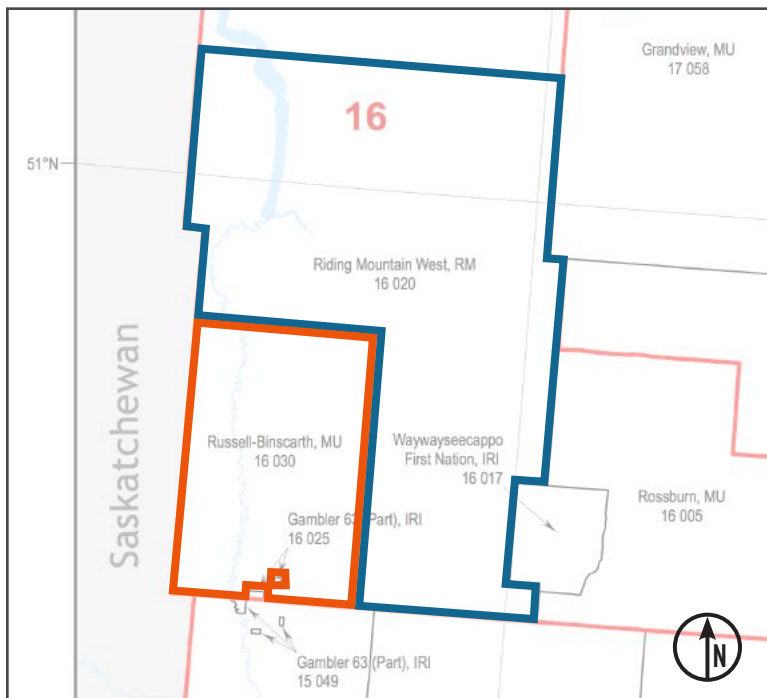 Grandview, MU
17 058
16
51°N
Riding Mountain West, RM
16 020
Saskatchewan
Russell-Binscarth, MU
16 030
Waywayseecappo
First Nation, IRI
16 017
Rossburn, MU
16 005
Gambler 63 (Part), IRI
16 025
Gambler 63 (Part), IRI
15 049
N